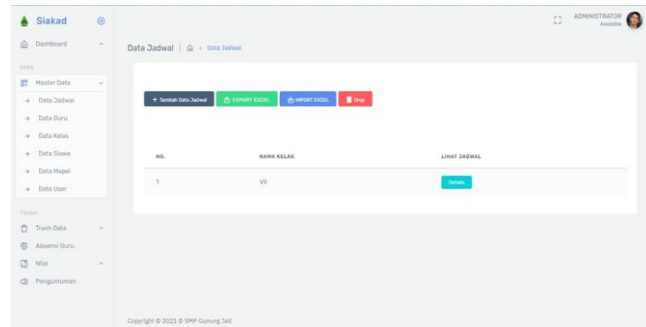 Siakad
ADMINISTRATOR
Available
Dashboard
Data Jadwal
Data Jadwal
APPS
Master Data
Data Jadwal
Data Guru
Data Kelas
Data Siswa
Data Mapel
Data User
+ Tambah Data Jadwal
EXPORT EXCEL
IMPORT EXCEL
Drop
NO.
NAMA KELAS
LIHAT JADWAL
1
VII
Details
TRASH
Trash Data
Absensi Guru
Nilai
Pengumuman
Copyright © 2021 © SMP Gunung Jati